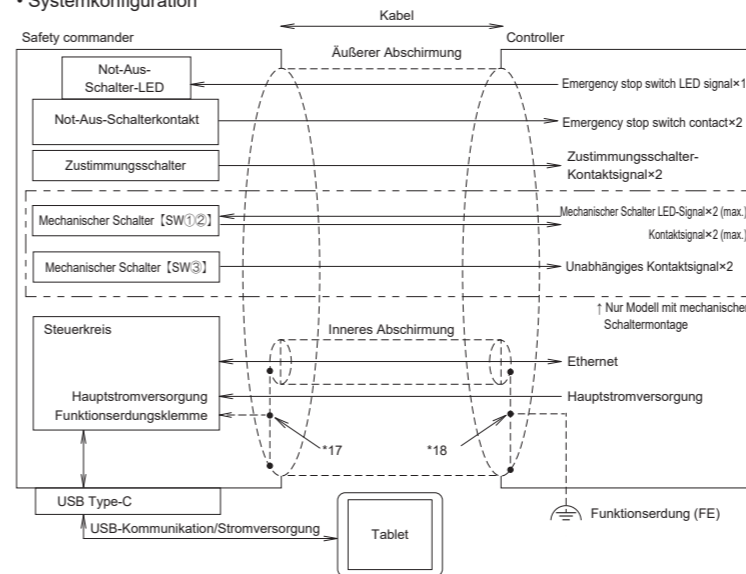 • Systemkonfiguration
Kabel
Safety commander
Controller
Äußerer Abschirmung
Not-Aus-
Schalter-LED
Emergency stop switch LED signal×1
Not-Aus-Schalterkontakt
Emergency stop switch contact×2
Zustimmungsschalter
Zustimmungsschalter-
Kontaktsignal×2
Mechanischer Schalter【SW①②】
Mechanischer Schalter LED-Signal×2 (max.)
Kontaktsignal×2 (max.)
Mechanischer Schalter【SW③】
Unabhängiges Kontaktsignal×2
↑ Nur Modell mit mechanischer
Schaltermontage
Steuerkreis
Inneres Abschirmung
Ethernet
Hauptstromversorgung
Hauptstromversorgung
Funktionserdungsklemme
*17
*18
USB Type-C
Funktionserdung (FE)
USB-Kommunikation/Stromversorgung
Tablet